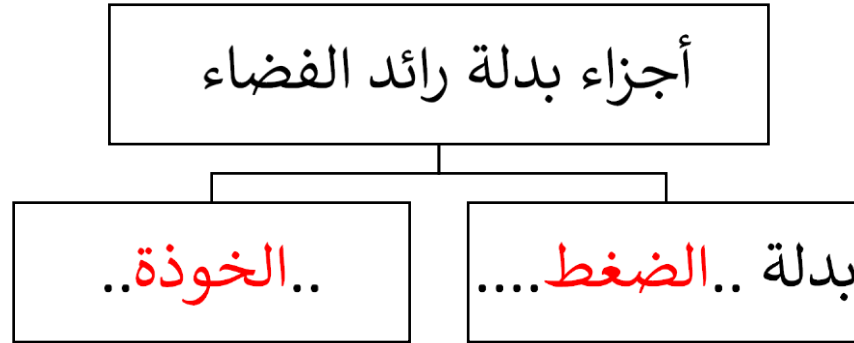 أجزاء بدلة رائد الفضاء
بدلة ..الضغط....
..الخوذة..